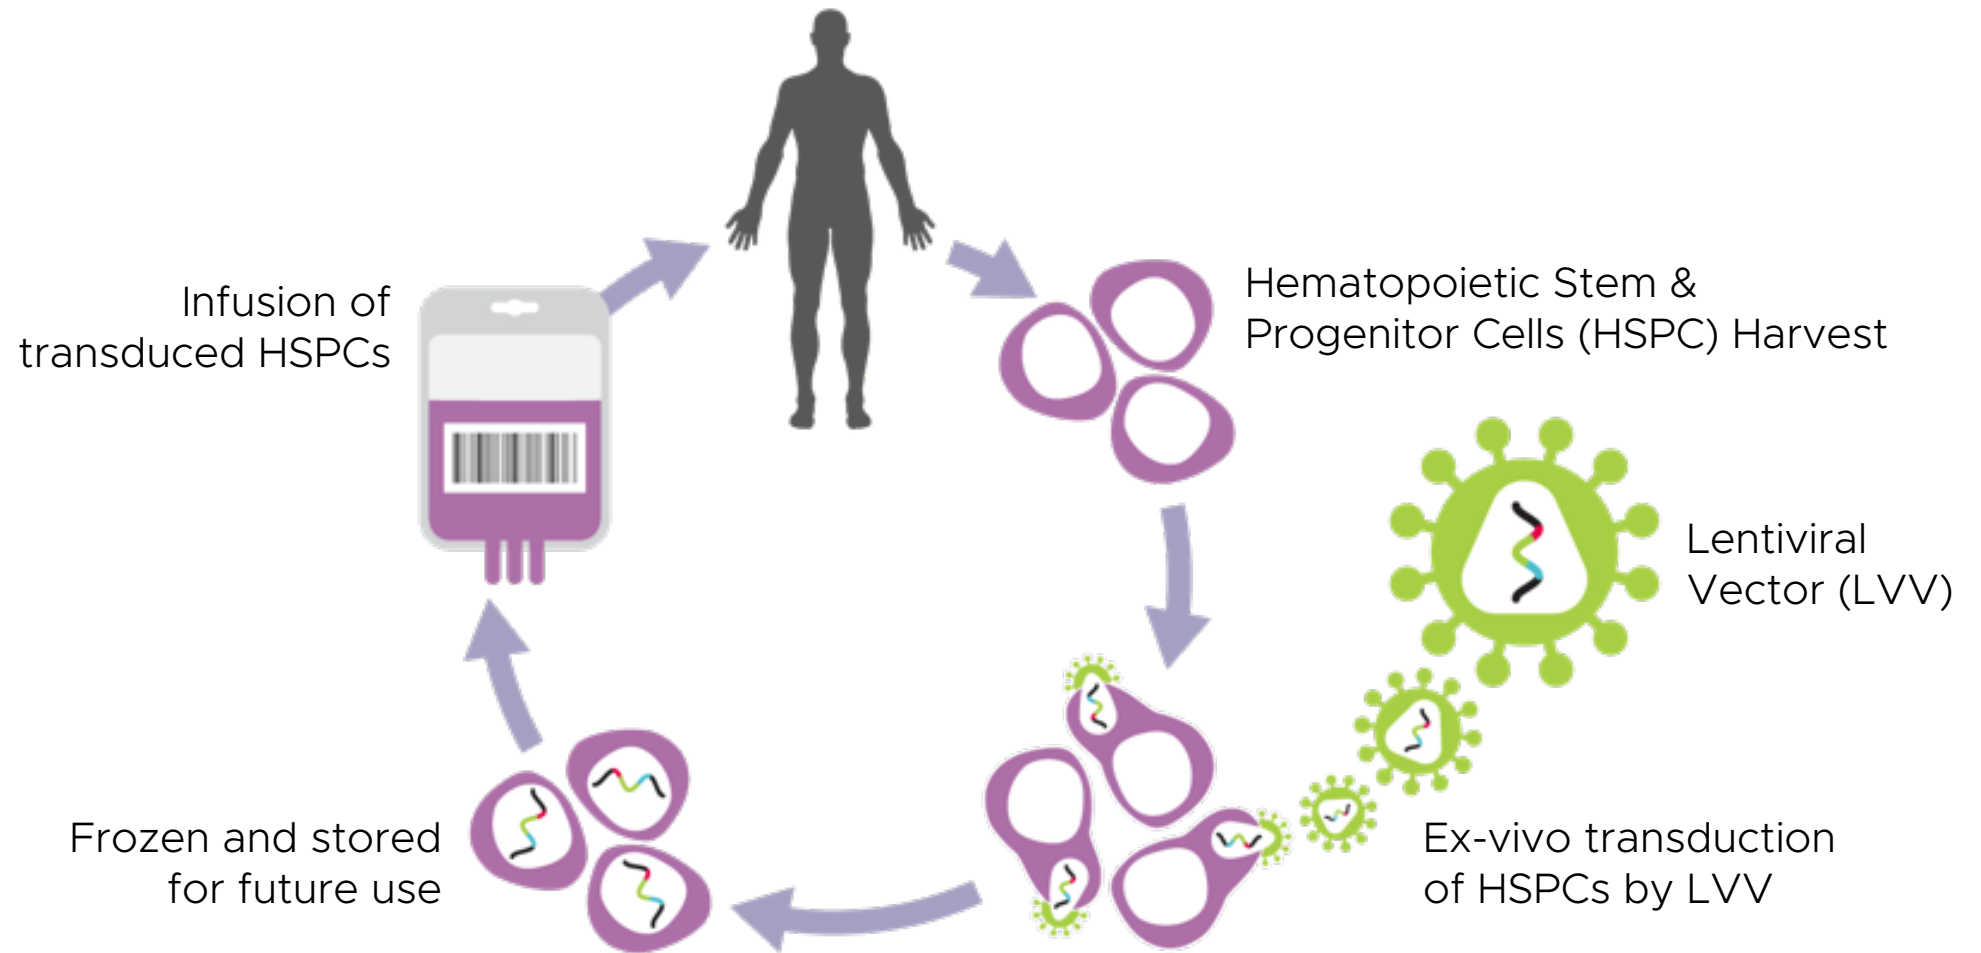 Hematopoietic Stem &
Progenitor Cells (HSPC) Harvest
Lentiviral
Vector (LVV)
Ex-vivo transduction
of HSPCs by LVV
Frozen and stored
for future use
Infusion of
transduced HSPCs